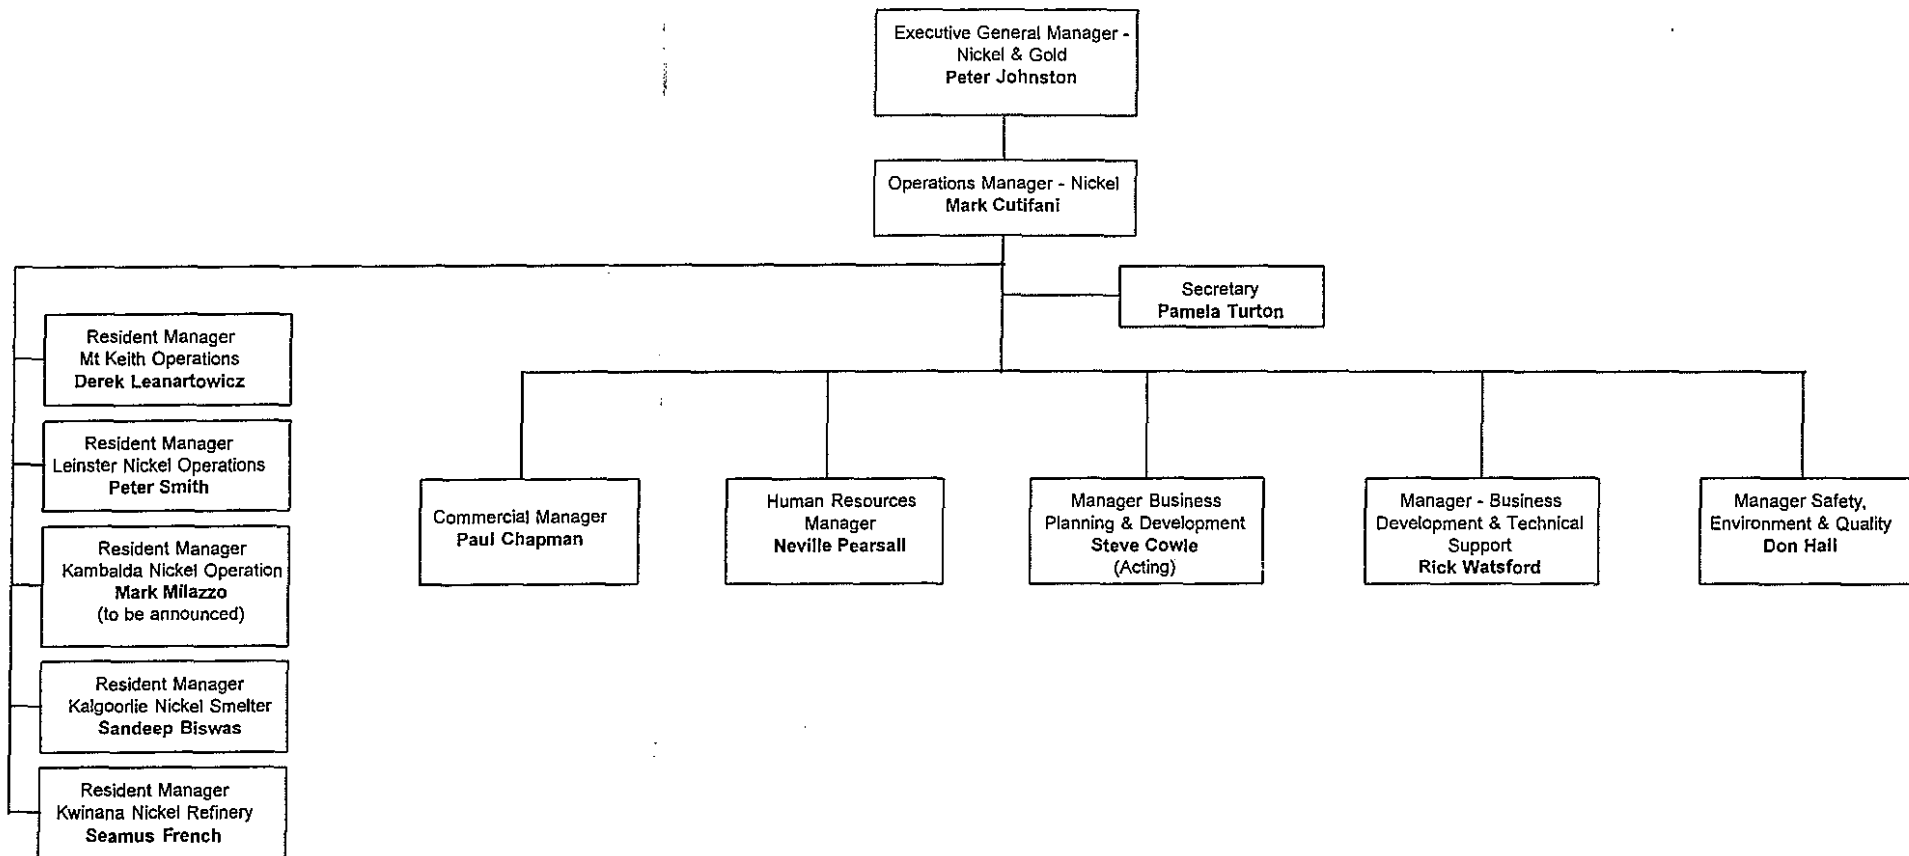 Executive General Manager -
Nickel & Gold
Peter Johnston
Operations Manager - Nickel
Mark Cutifani
Secretary
Pamela Turton
Resident Manager
Mt Keith Operations
Derek Leanartowicz
Resident Manager
Leinster Nickel Operations
Peter Smith
Resident Manager
Kambalda Nickel Operation
Mark Milazzo
(to be announced)
Resident Manager
Kalgoorlie Nickel Smelter
Sandeep Biswas
Resident Manager
Kwinana Nickel Refinery
Seamus French
Commercial Manager
Paul Chapman
Human Resources
Manager
Neville Pearsall
Manager Business
Planning & Development
Steve Cowle
(Acting)
Manager - Business
Development & Technical
Support
Rick Watsford
Manager Safety,
Environment & Quality
Don Hall